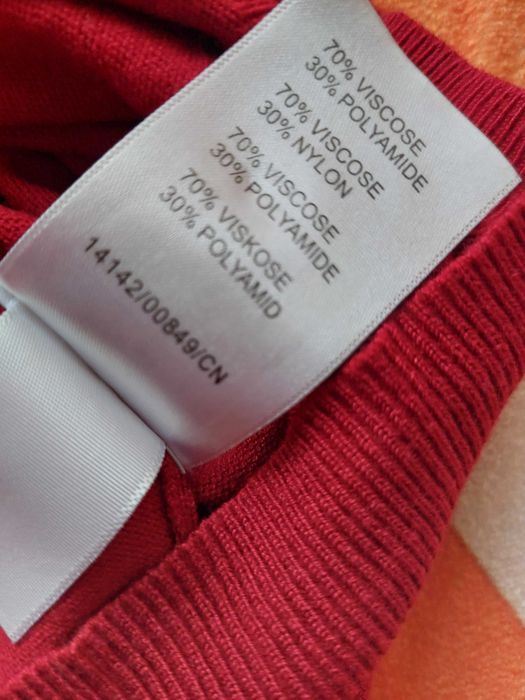 70% VISCOSE
30% POLYAMIDE
70% VISCOSE
30% NYLON
70% VISCOSE
30% POLYAMIDE
70% VISKOSE
30% POLYAMID
14142/00849/CN